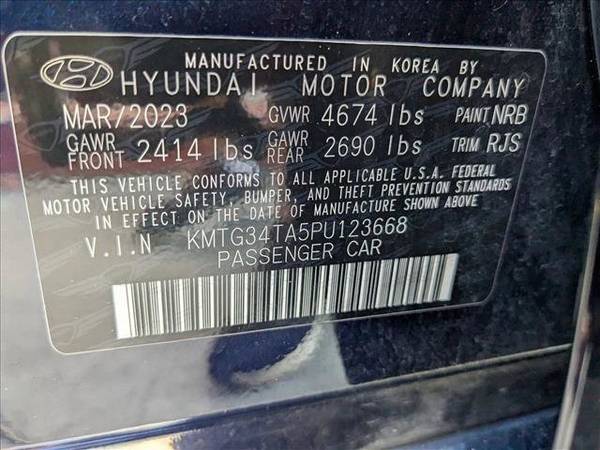 MANUFACTURED IN KOREA BY
HYUNDAI MOTOR COMPANY
MAR/2023 GVWR 4674 lbs PAINT NRB
GAWR FRONT 2414 lbs GAWR REAR 2690 lbs TRIM RJS
THIS VEHICLE CONFORMS TO ALL APPLICABLE U.S.A. FEDERAL
MOTOR VEHICLE SAFETY, BUMPER, AND THEFT PREVENTION STANDARDS
IN EFFECT ON THE DATE OF MANUFACTURE SHOWN ABOVE.
V.I.N KMTG34TA5PU123668
PASSENGER CAR